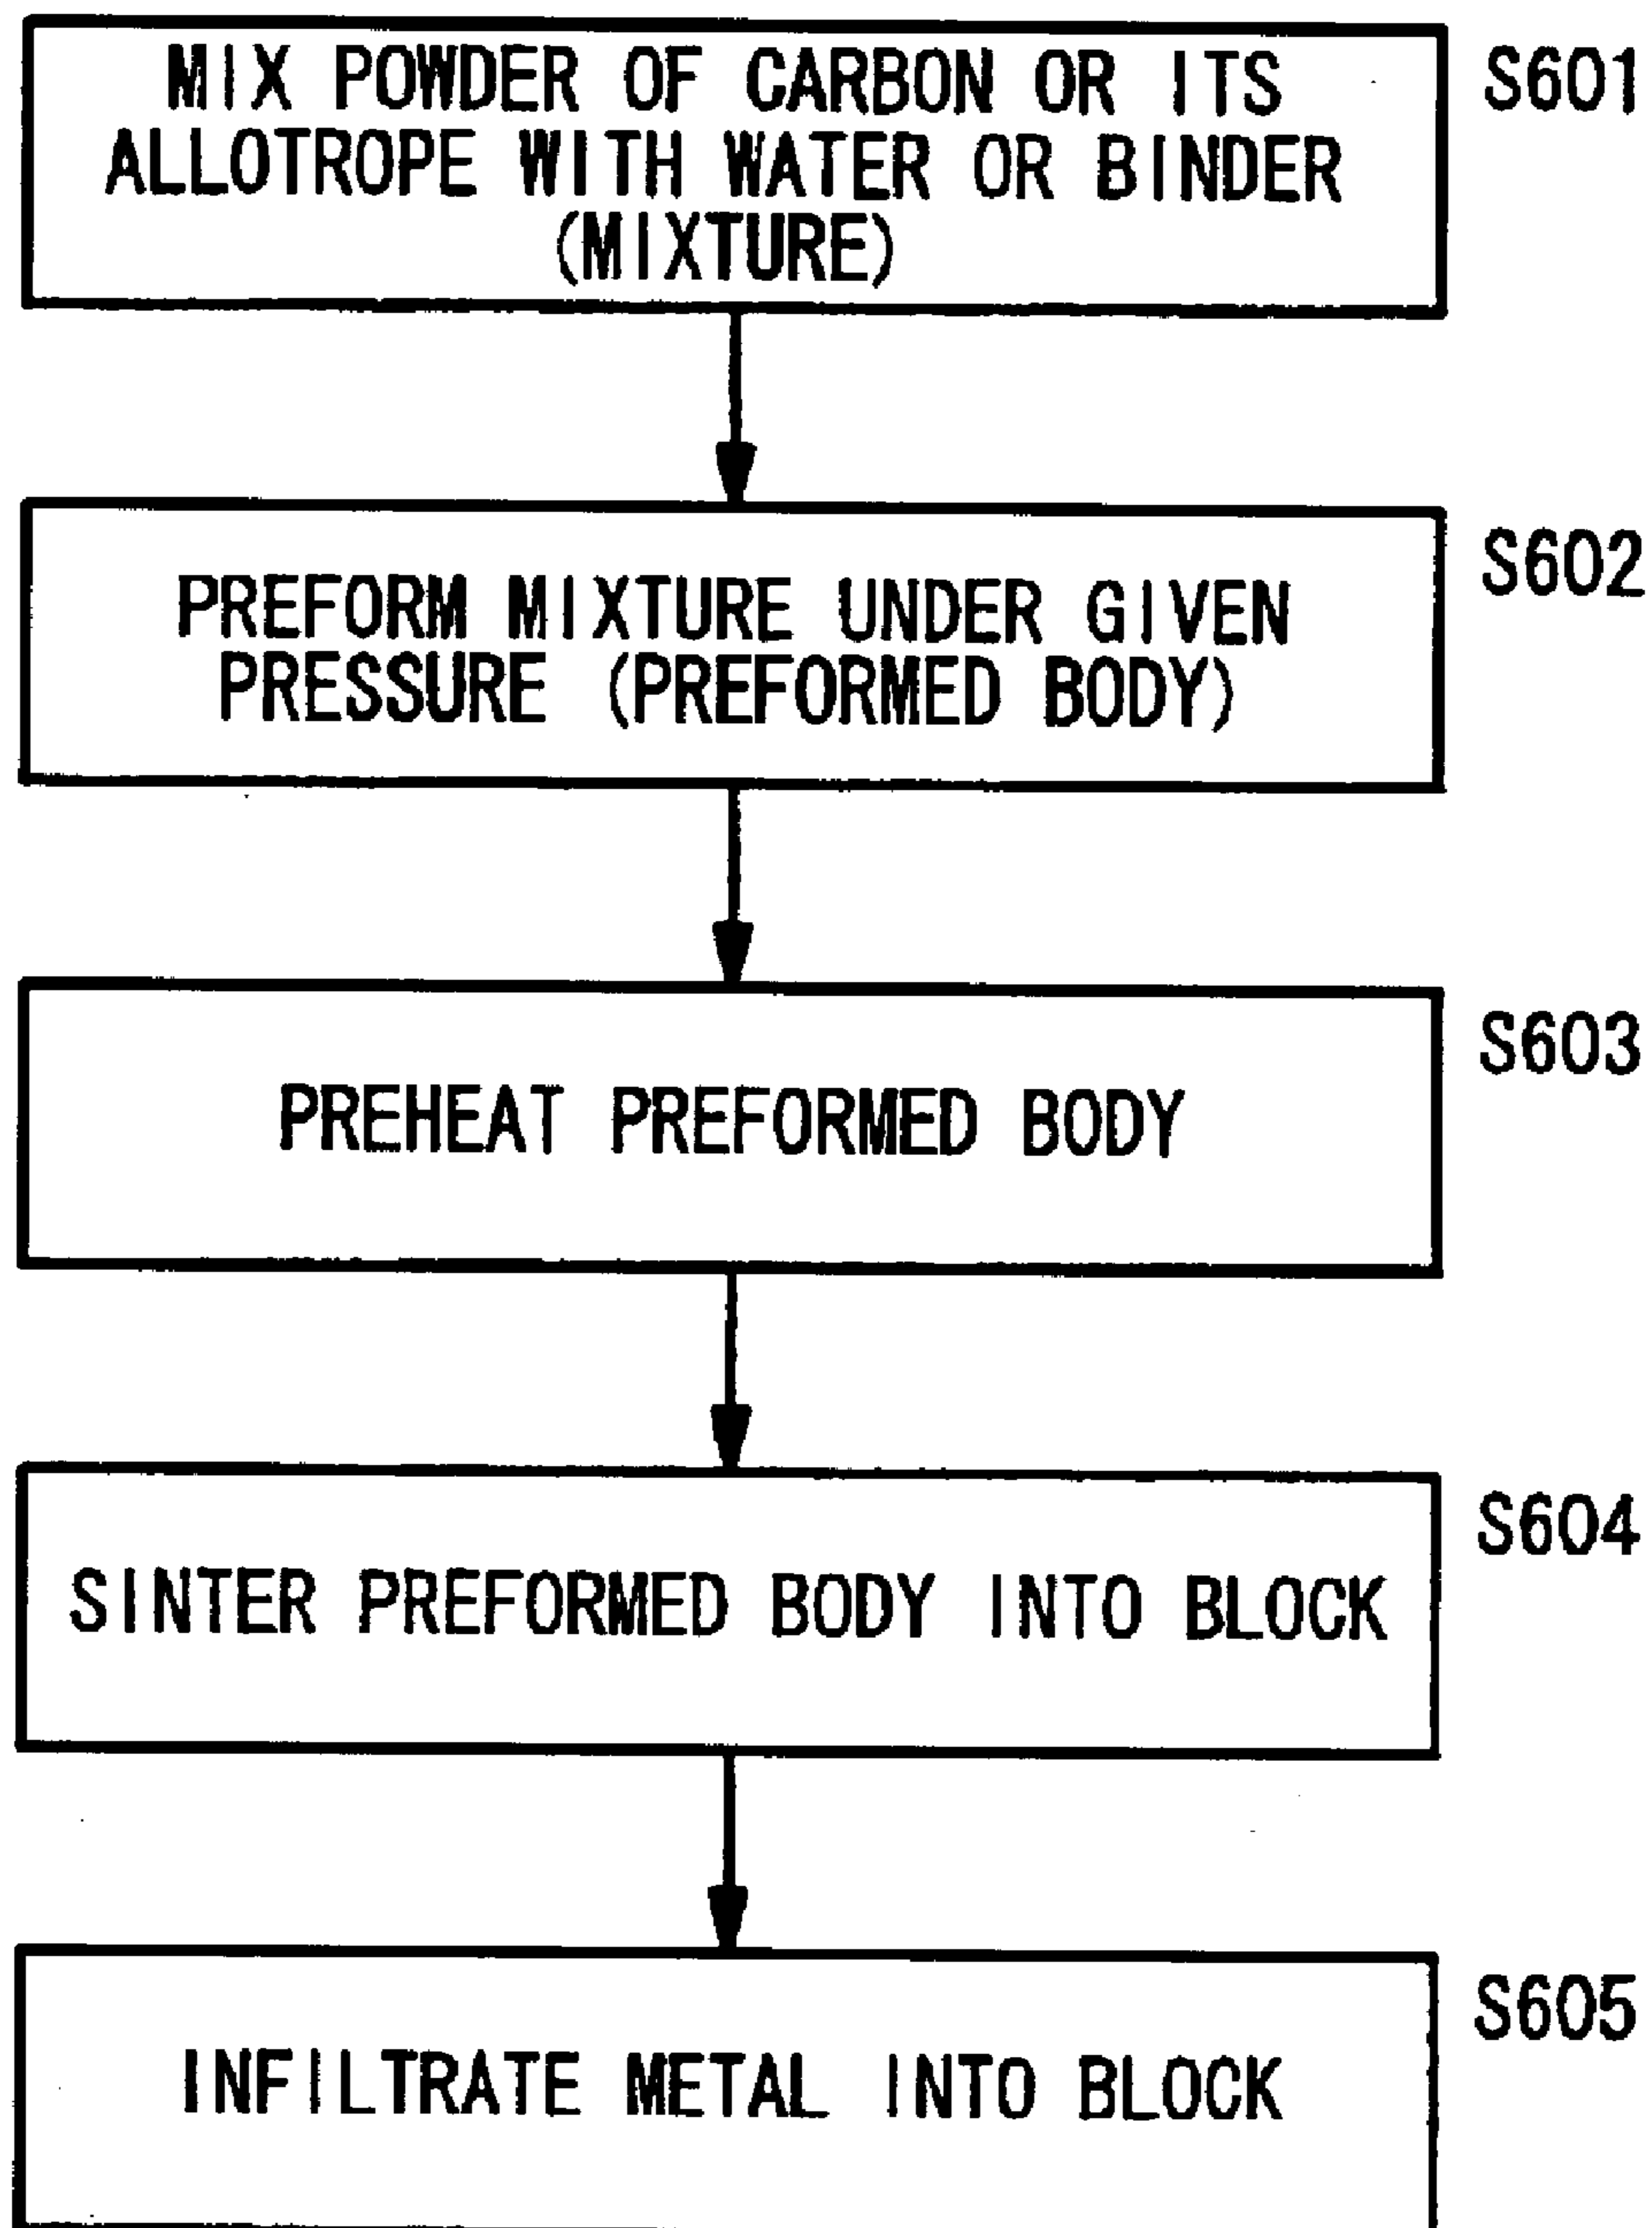 MIX POWDER OF CARBON OR ITS
ALLOTROPE WITH WATER OR BINDER
(MIXTURE)
S601
PREFORM MIXTURE UNDER GIVEN
PRESSURE (PREFORMED BODY)
S602
PREHEAT PREFORMED BODY
S603
SINTER PREFORMED BODY INTO BLOCK
S604
INFILTRATE METAL INTO BLOCK
S605